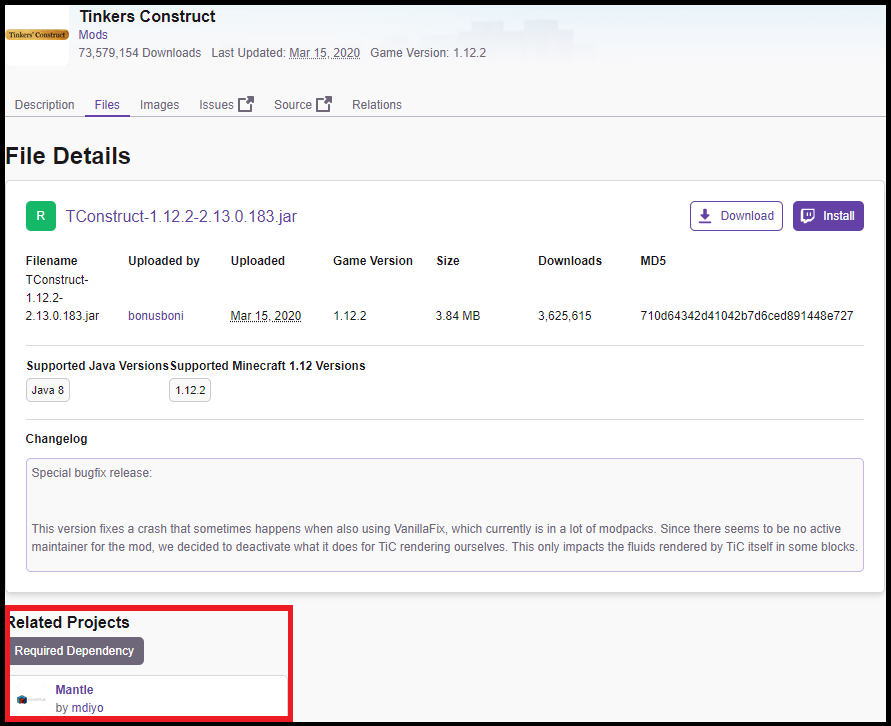 Tinkers' Construct
Tinkers Construct
Mods
73,579,154 Downloads Last Updated: Mar 15, 2020 Game Version: 1.12.2
Description Files Images Issues Source Relations
File Details
R TConstruct-1.12.2-2.13.0.183.jar Download Install
Filename Uploaded by Uploaded Game Version Size Downloads MD5
TConstruct-
1.12.2-
2.13.0.183.jar bonusboni Mar 15, 2020 1.12.2 3.84 MB 3,625,615 710d64342d41042b7d6ced891448e727
Supported Java Versions Supported Minecraft 1.12 Versions
Java 8 1.12.2
Changelog
Special bugfix release:
This version fixes a crash that sometimes happens when also using VanillaFix, which currently is in a lot of modpacks. Since there seems to be no active
maintainer for the mod, we decided to deactivate what it does for TiC rendering ourselves. This only impacts the fluids rendered by TiC itself in some blocks.
Related Projects
Required Dependency
Mantle
by mdiyo